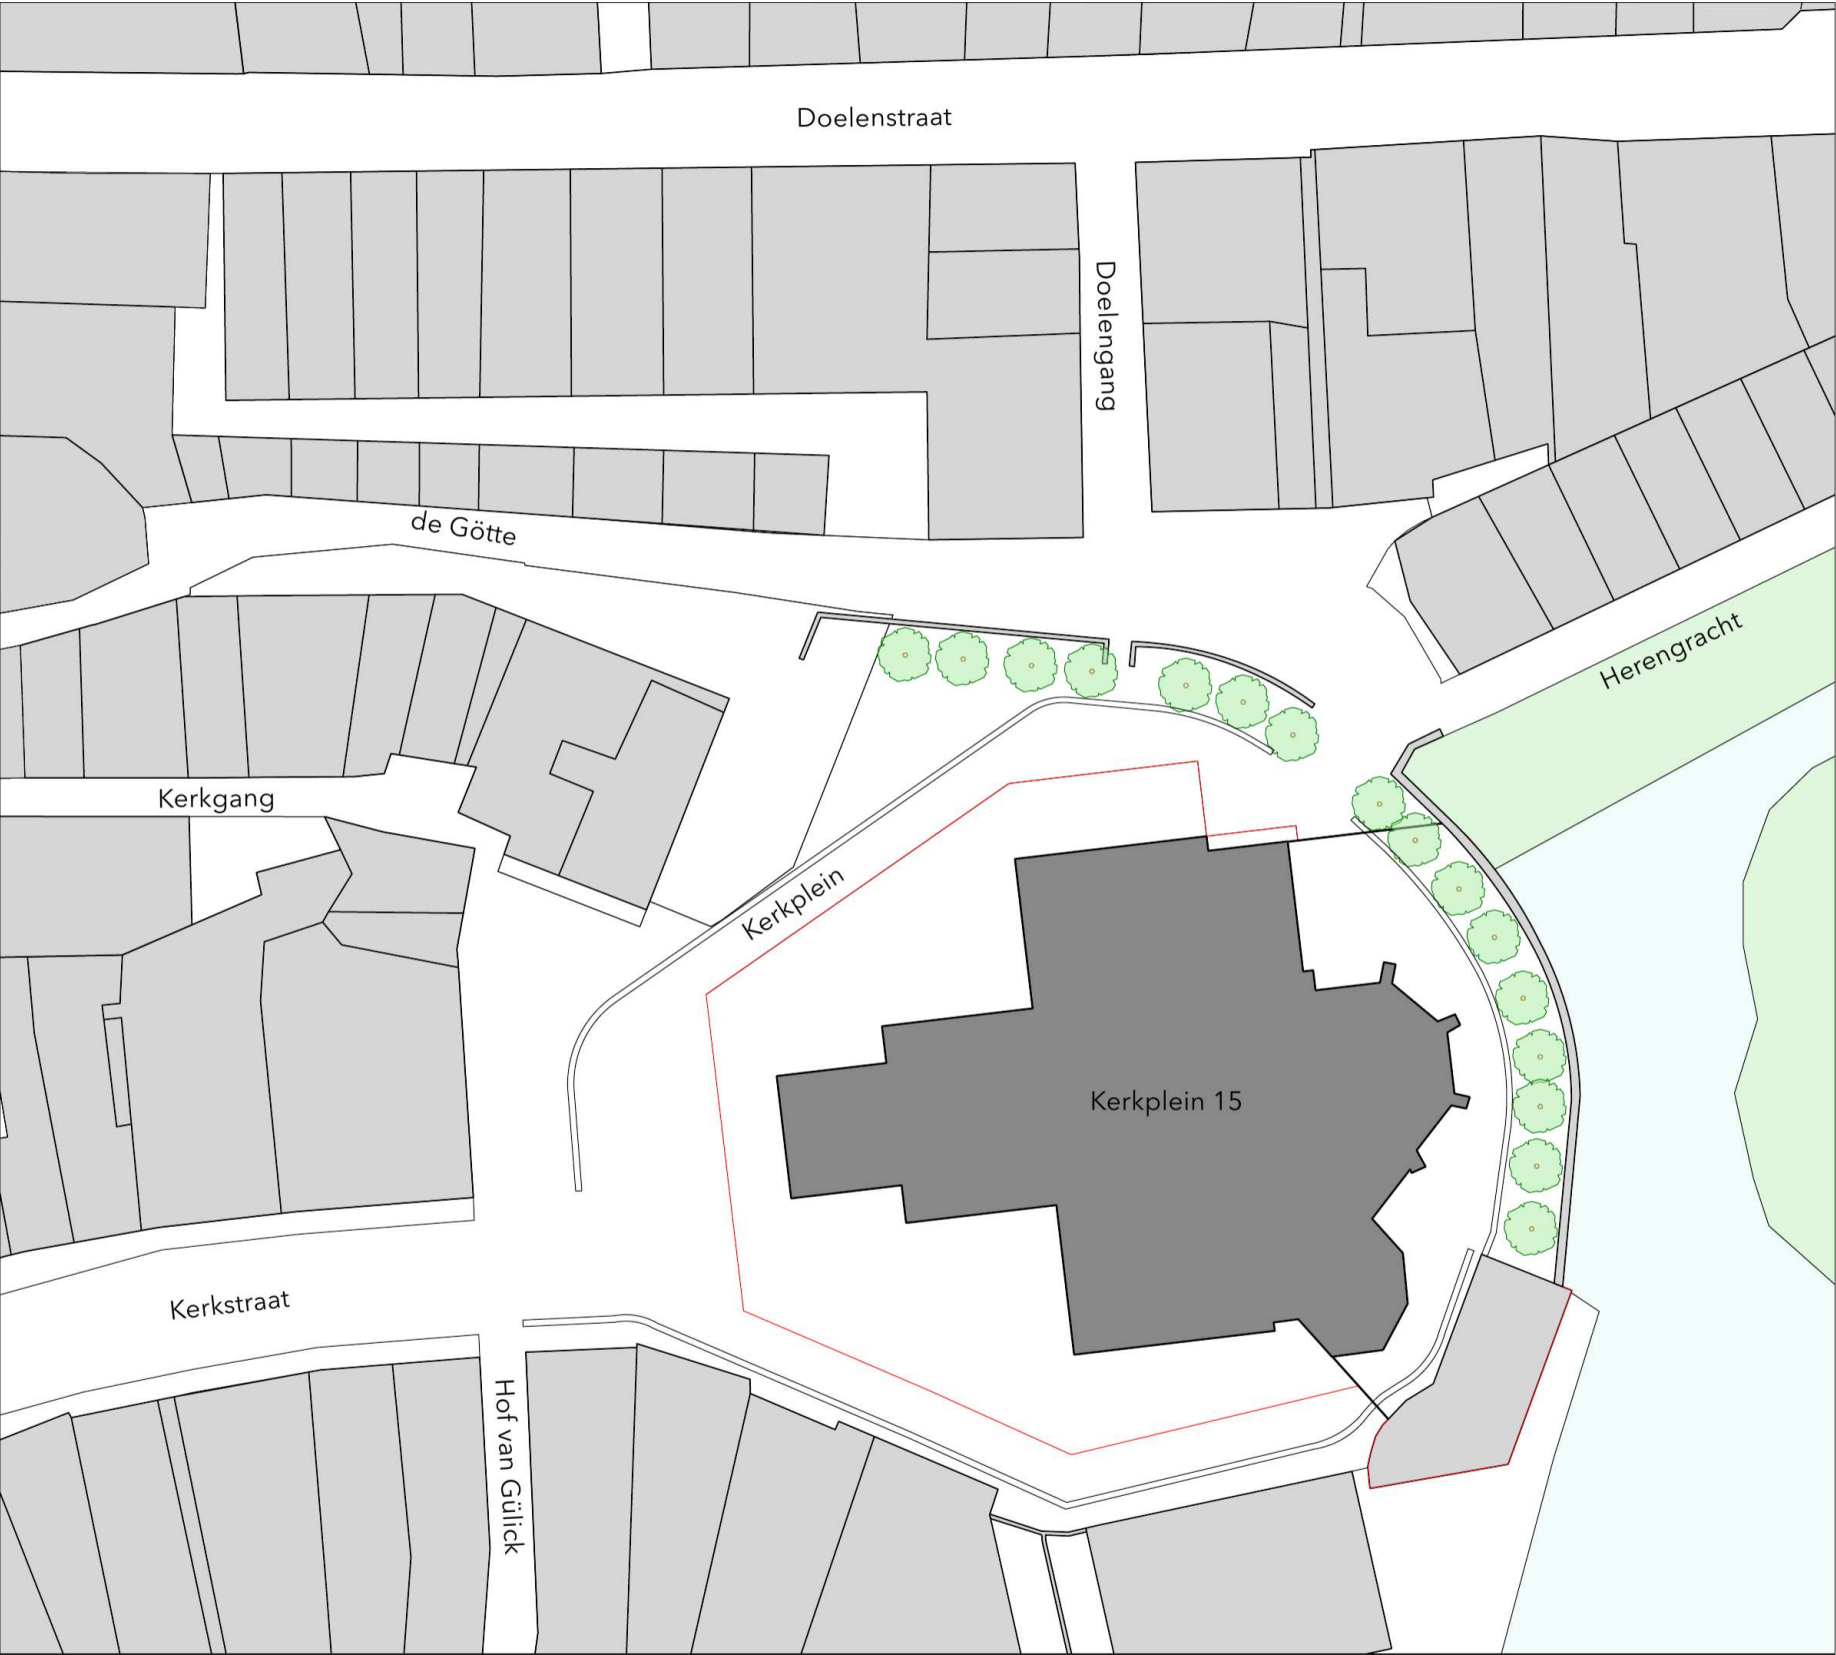 Doelenstraat
Doelengang
de Götte
Herengracht
Kerkgang
Kerkplein
Kerkplein 15
Kerkstraat
Hof van Gülick